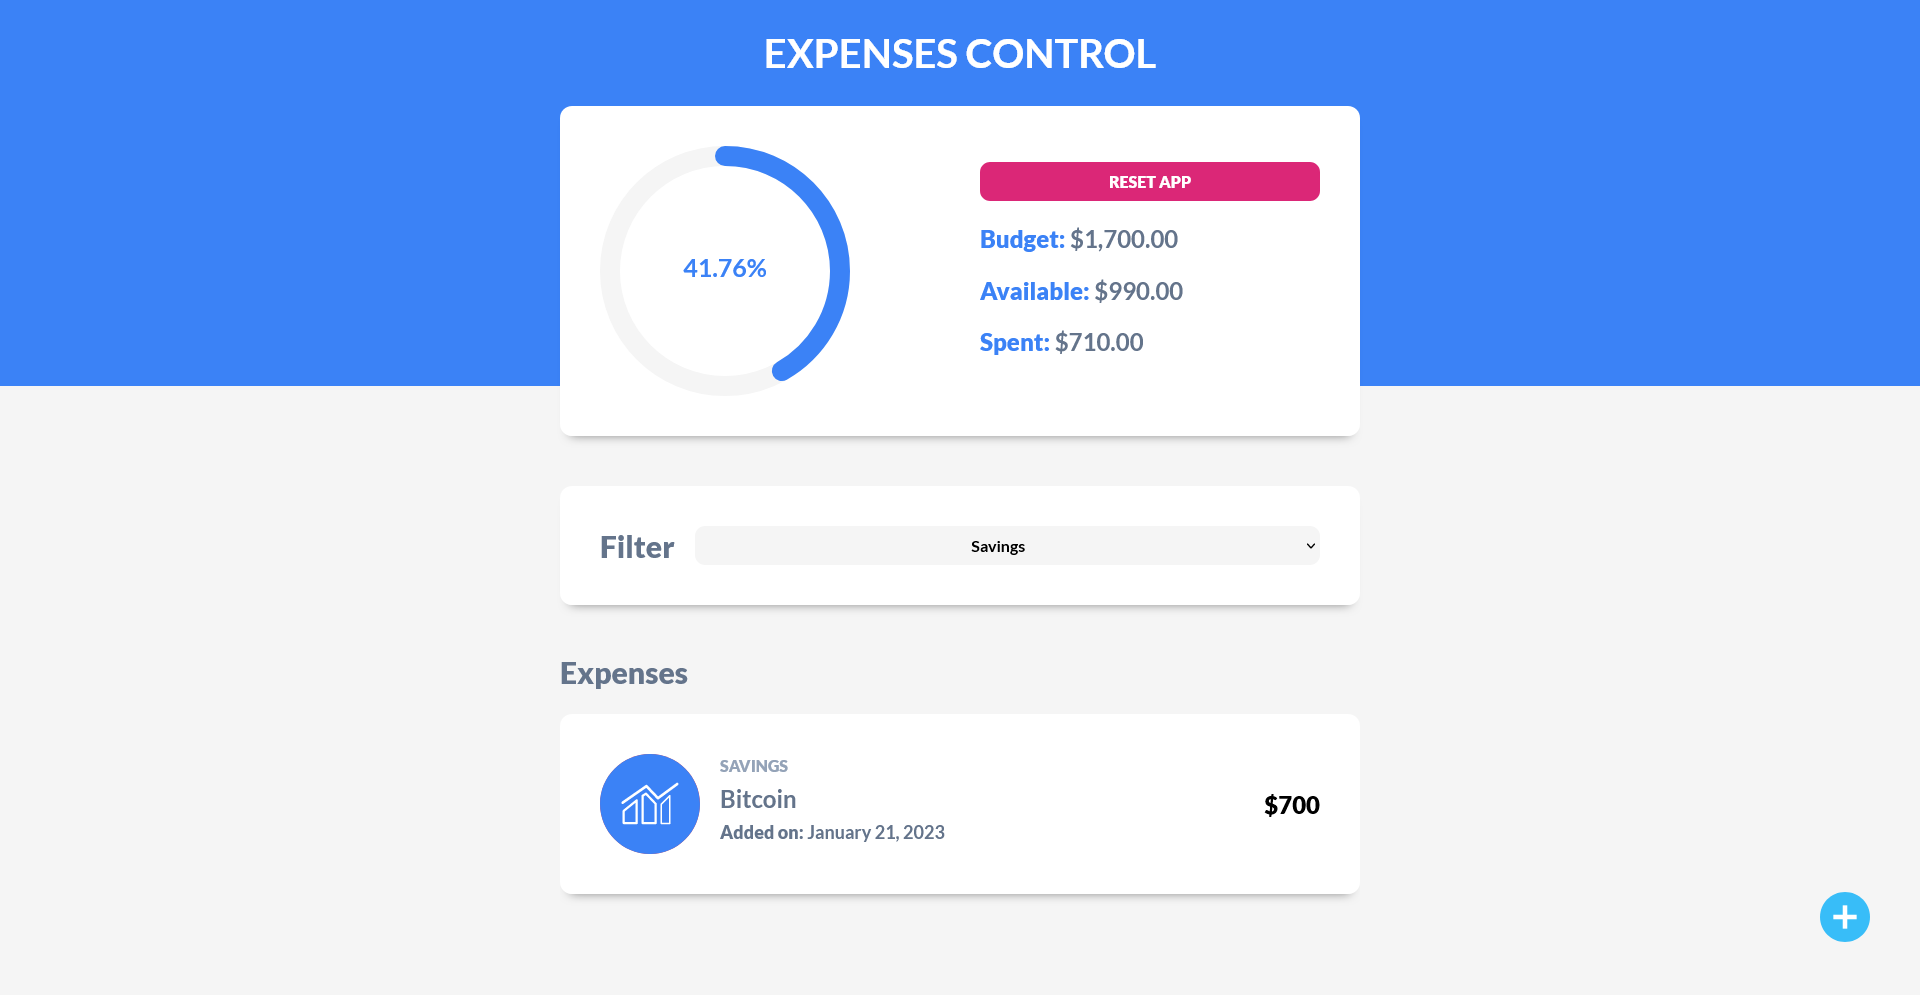 EXPENSES CONTROL
41.76%
RESET APP
Budget: $1,700.00
Available: $990.00
Spent: $710.00
Filter
Savings
Expenses
SAVINGS
Bitcoin
Added on: January 21, 2023
$700